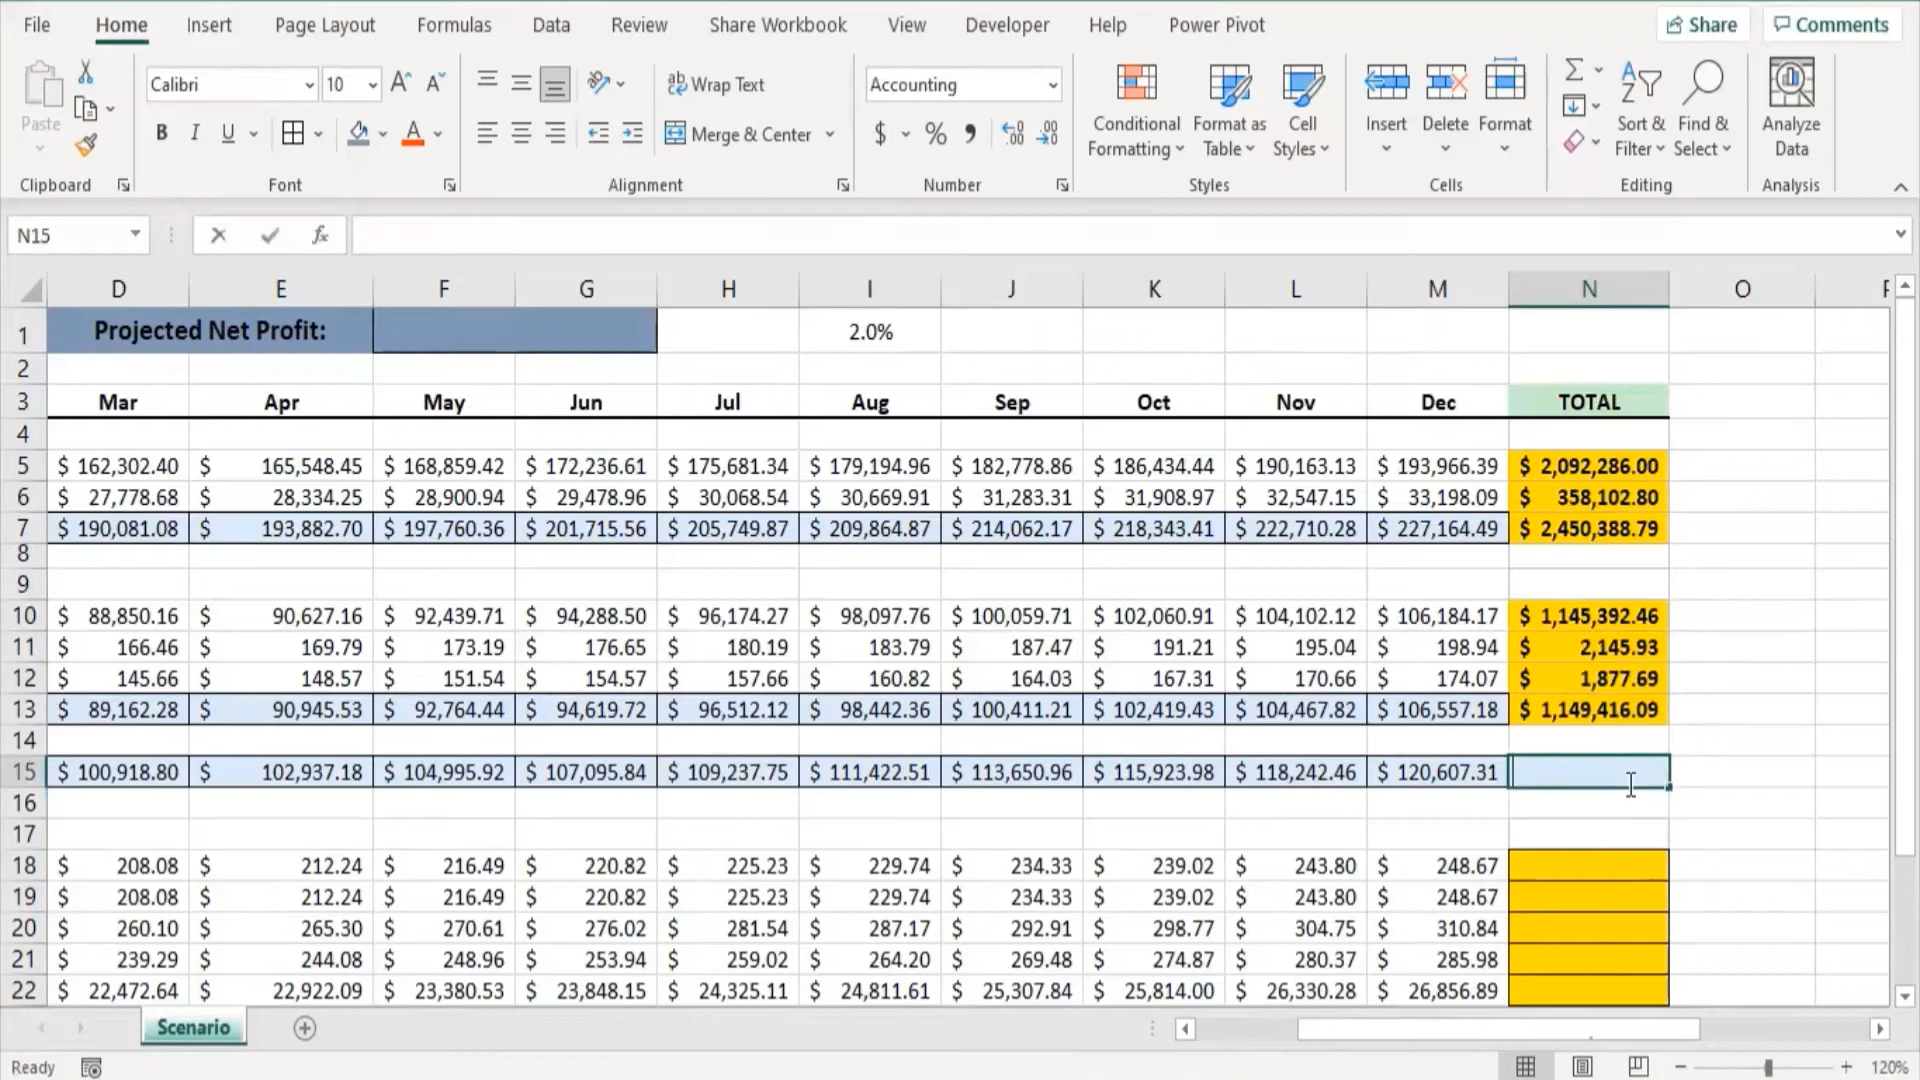 File Home Insert Page Layout Formulas Data Review Share Workbook View Developer Help Power Pivot Share Comments
Paste Calibri 10 A A B I U A ab Wrap Text Merge & Center Accounting $ % Conditional Formatting Format as Table Cell Styles Insert Delete Format Σ Sort & Filter Find & Select Analyze Data
Clipboard Font Alignment Number Styles Cells Editing Analysis
N15 fx
D E F G H I J K L M N O
1 Projected Net Profit: 2.0%
2
3 Mar Apr May Jun Jul Aug Sep Oct Nov Dec TOTAL
4
5 $ 162,302.40 $ 165,548.45 $ 168,859.42 $ 172,236.61 $ 175,681.34 $ 179,194.96 $ 182,778.86 $ 186,434.44 $ 190,163.13 $ 193,966.39 $ 2,092,286.00
6 $ 27,778.68 $ 28,334.25 $ 28,900.94 $ 29,478.96 $ 30,068.54 $ 30,669.91 $ 31,283.31 $ 31,908.97 $ 32,547.15 $ 33,198.09 $ 358,102.80
7 $ 190,081.08 $ 193,882.70 $ 197,760.36 $ 201,715.56 $ 205,749.87 $ 209,864.87 $ 214,062.17 $ 218,343.41 $ 222,710.28 $ 227,164.49 $ 2,450,388.79
8
9
10 $ 88,850.16 $ 90,627.16 $ 92,439.71 $ 94,288.50 $ 96,174.27 $ 98,097.76 $ 100,059.71 $ 102,060.91 $ 104,102.12 $ 106,184.17 $ 1,145,392.46
11 $ 166.46 $ 169.79 $ 173.19 $ 176.65 $ 180.19 $ 183.79 $ 187.47 $ 191.21 $ 195.04 $ 198.94 $ 2,145.93
12 $ 145.66 $ 148.57 $ 151.54 $ 154.57 $ 157.66 $ 160.82 $ 164.03 $ 167.31 $ 170.66 $ 174.07 $ 1,877.69
13 $ 89,162.28 $ 90,945.53 $ 92,764.44 $ 94,619.72 $ 96,512.12 $ 98,442.36 $ 100,411.21 $ 102,419.43 $ 104,467.82 $ 106,557.18 $ 1,149,416.09
14
15 $ 100,918.80 $ 102,937.18 $ 104,995.92 $ 107,095.84 $ 109,237.75 $ 111,422.51 $ 113,650.96 $ 115,923.98 $ 118,242.46 $ 120,607.31
16
17
18 $ 208.08 $ 212.24 $ 216.49 $ 220.82 $ 225.23 $ 229.74 $ 234.33 $ 239.02 $ 243.80 $ 248.67
19 $ 208.08 $ 212.24 $ 216.49 $ 220.82 $ 225.23 $ 229.74 $ 234.33 $ 239.02 $ 243.80 $ 248.67
20 $ 260.10 $ 265.30 $ 270.61 $ 276.02 $ 281.54 $ 287.17 $ 292.91 $ 298.77 $ 304.75 $ 310.84
21 $ 239.29 $ 244.08 $ 248.96 $ 253.94 $ 259.02 $ 264.20 $ 269.48 $ 274.87 $ 280.37 $ 285.98
22 $ 22,472.64 $ 22,922.09 $ 23,380.53 $ 23,848.15 $ 24,325.11 $ 24,811.61 $ 25,307.84 $ 25,814.00 $ 26,330.28 $ 26,856.89
Scenario
Ready 120%